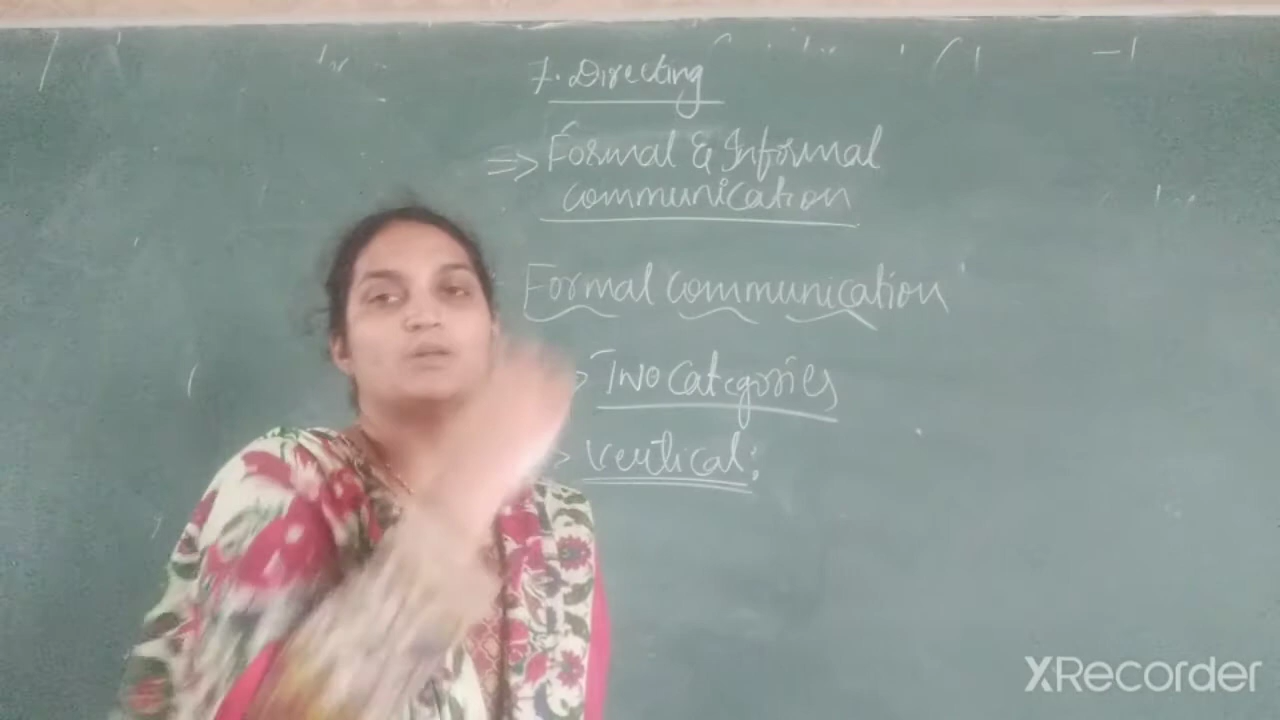 7. Directing
=> Formal & Informal
communication
Formal communication
> Two Categories
> Vertical:
XRecorder